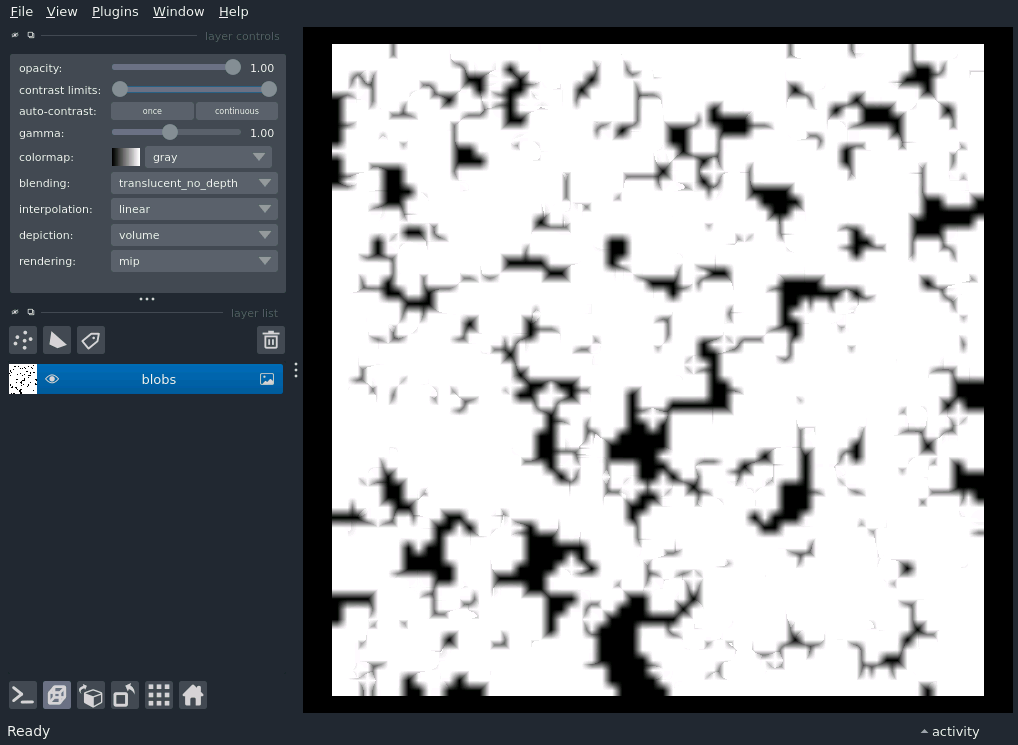 File View Plugins Window Help
layer controls
opacity: 1.00
contrast limits:
auto-contrast: once continuous
gamma: 1.00
colormap: gray
blending: translucent_no_depth
interpolation: linear
depiction: volume
rendering: mip
layer list
blobs
Ready activity